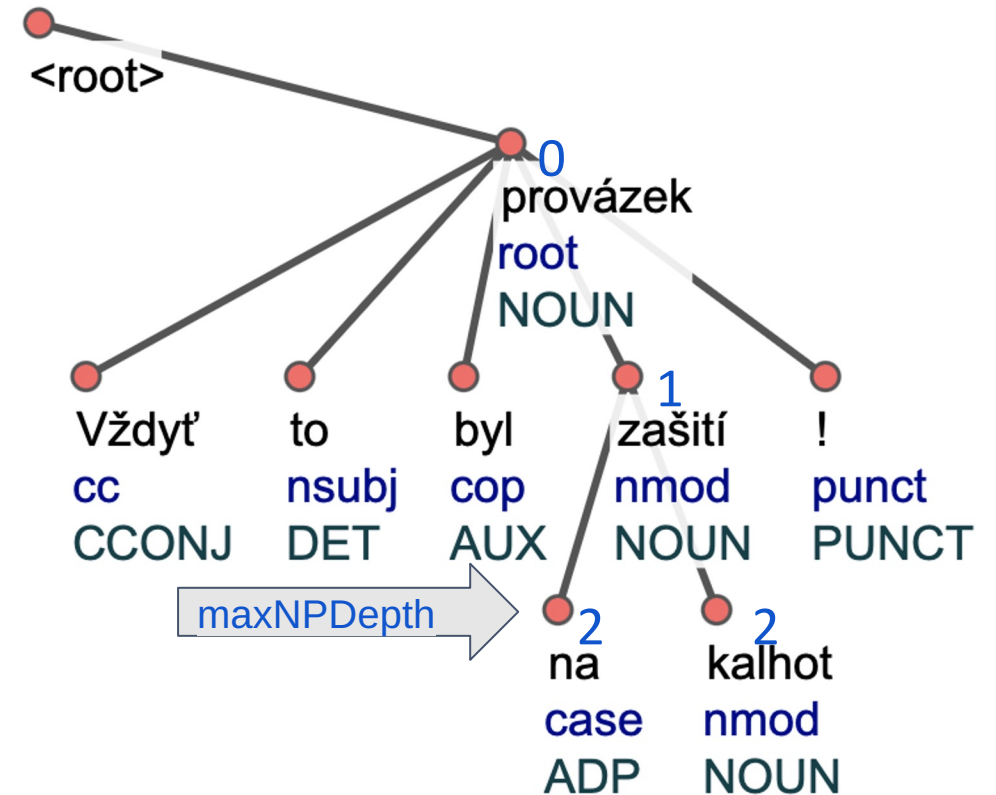 <root>
0
provázek
root
NOUN
1
Vždyť to byl zašití !
cc nsubj cop nmod punct
CCONJ DET AUX NOUN PUNCT
maxNPDepth
2 2
na kalhot
case nmod
ADP NOUN